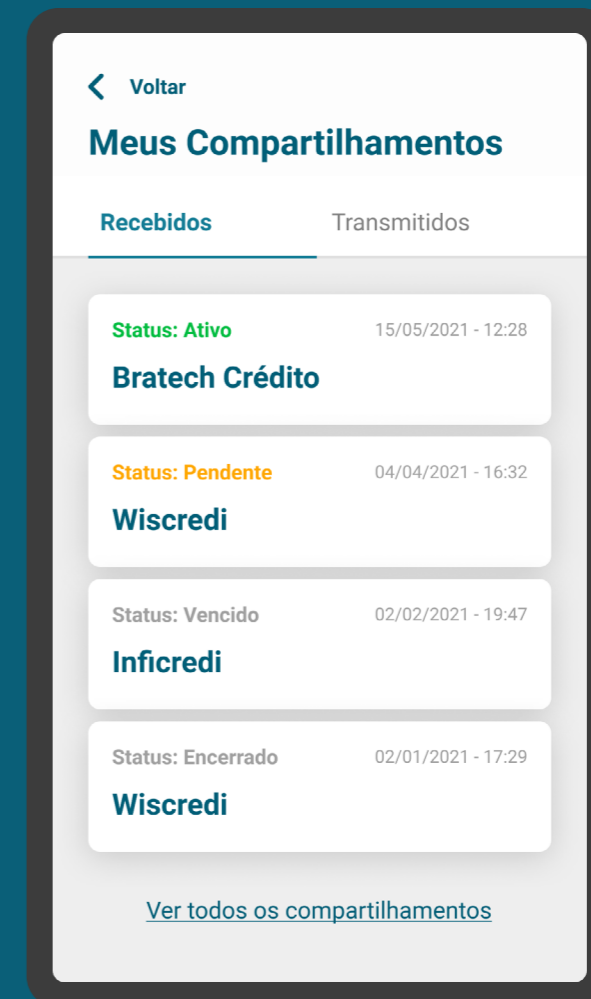 Voltar
Meus Compartilhamentos
Recebidos Transmitidos
Status: Ativo 15/05/2021 - 12:28
Bratech Crédito
Status: Pendente 04/04/2021 - 16:32
Wiscredi
Status: Vencido 02/02/2021 - 19:47
Inficredi
Status: Encerrado 02/01/2021 - 17:29
Wiscredi
Ver todos os compartilhamentos